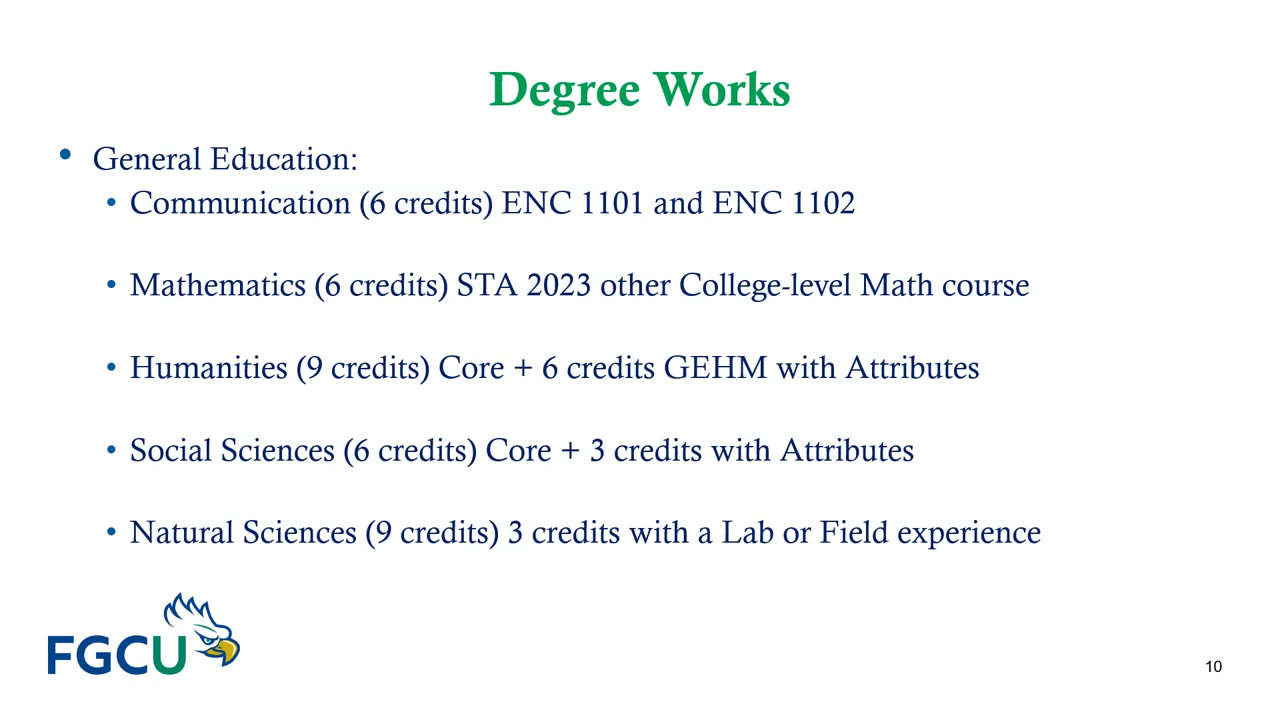 Degree Works
• General Education:
• Communication (6 credits) ENC 1101 and ENC 1102
• Mathematics (6 credits) STA 2023 other College-level Math course
• Humanities (9 credits) Core + 6 credits GEHM with Attributes
• Social Sciences (6 credits) Core + 3 credits with Attributes
• Natural Sciences (9 credits) 3 credits with a Lab or Field experience
FGCU
10